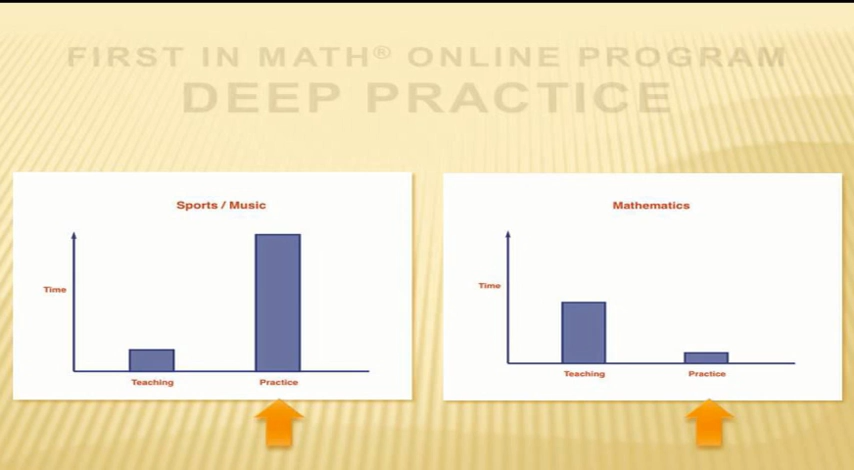 FIRST IN MATH® ONLINE PROGRAM
DEEP PRACTICE
Sports / Music
Time
Teaching
Practice
Mathematics
Time
Teaching
Practice